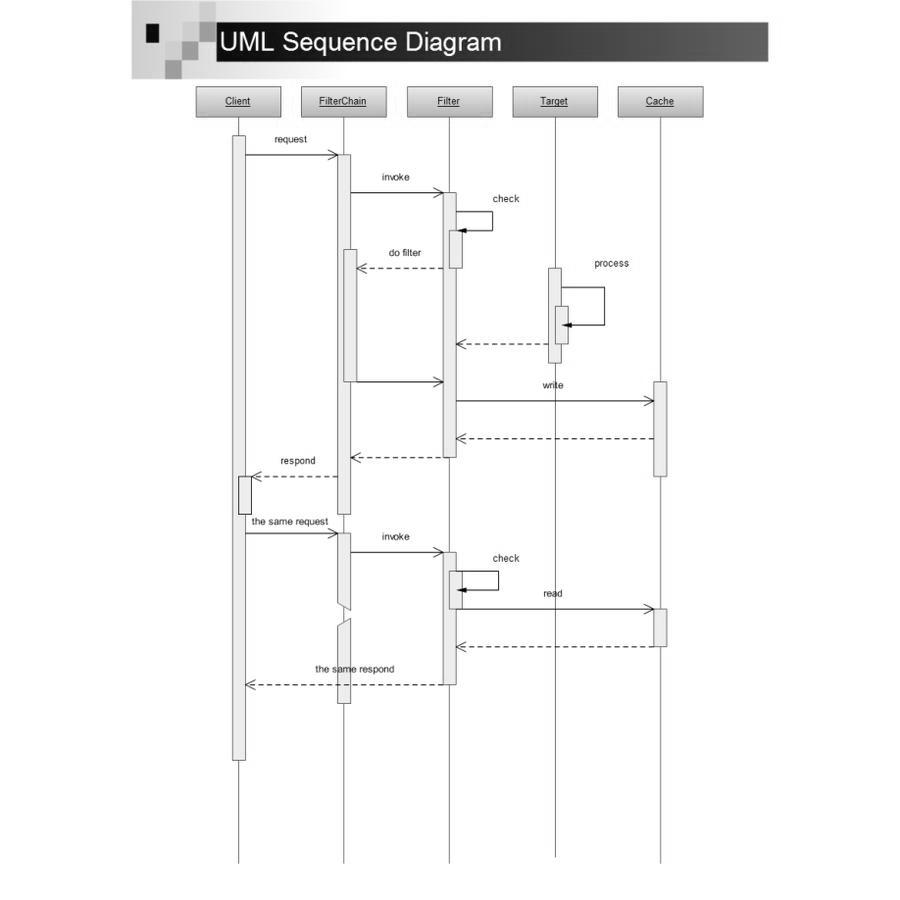 UML Sequence Diagram
Client
FilterChain
Filter
Target
Cache
request
invoke
check
do filter
process
write
respond
the same request
invoke
check
read
the same respond